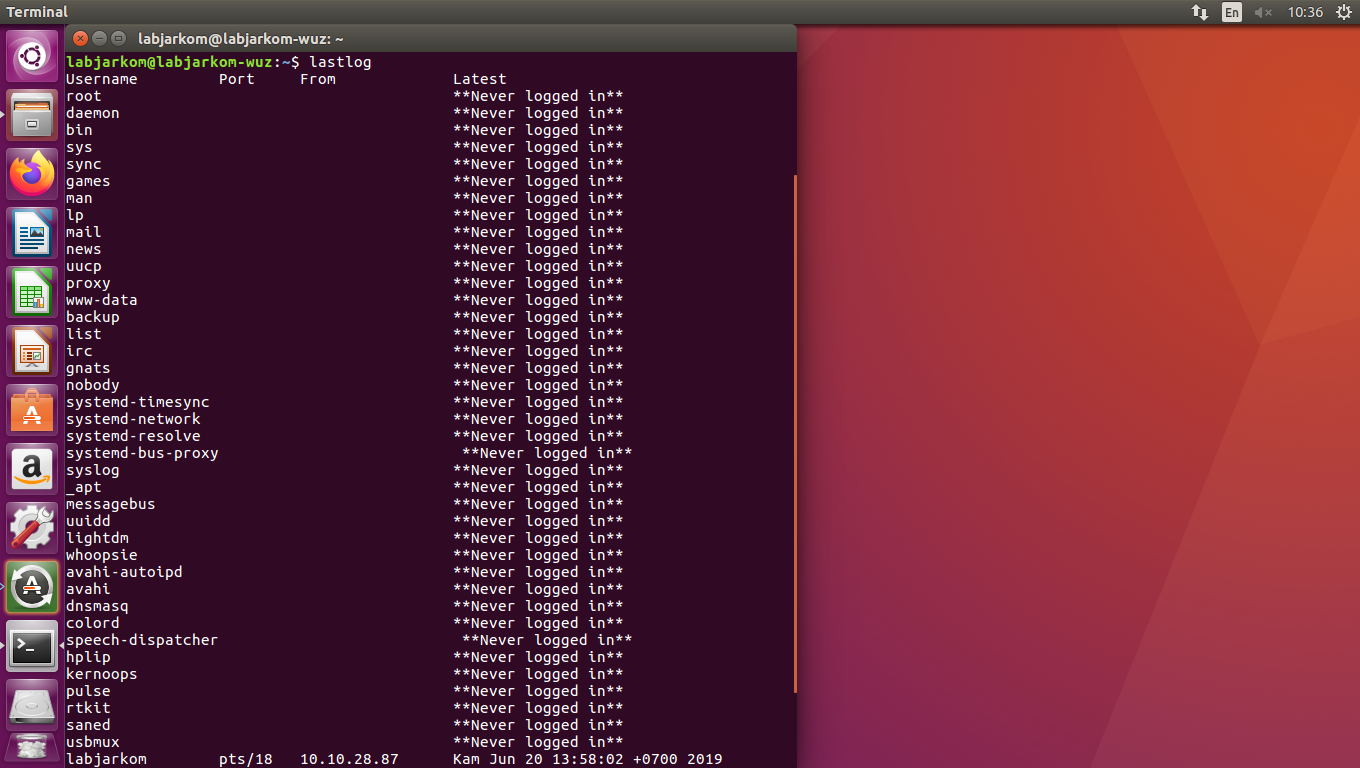 Terminal
En
10:36
labjarkom@labjarkom-wuz: ~
labjarkom@labjarkom-wuz:~$ lastlog
Username Port From Latest
root **Never logged in**
daemon **Never logged in**
bin **Never logged in**
sys **Never logged in**
sync **Never logged in**
games **Never logged in**
man **Never logged in**
lp **Never logged in**
mail **Never logged in**
news **Never logged in**
uucp **Never logged in**
proxy **Never logged in**
www-data **Never logged in**
backup **Never logged in**
list **Never logged in**
irc **Never logged in**
gnats **Never logged in**
nobody **Never logged in**
systemd-timesync **Never logged in**
systemd-network **Never logged in**
systemd-resolve **Never logged in**
systemd-bus-proxy **Never logged in**
syslog **Never logged in**
_apt **Never logged in**
messagebus **Never logged in**
uuidd **Never logged in**
lightdm **Never logged in**
whoopsie **Never logged in**
avahi-autoipd **Never logged in**
avahi **Never logged in**
dnsmasq **Never logged in**
colord **Never logged in**
speech-dispatcher **Never logged in**
hplip **Never logged in**
kernoops **Never logged in**
pulse **Never logged in**
rtkit **Never logged in**
saned **Never logged in**
usbmux **Never logged in**
labjarkom pts/18 10.10.28.87 Kam Jun 20 13:58:02 +0700 2019